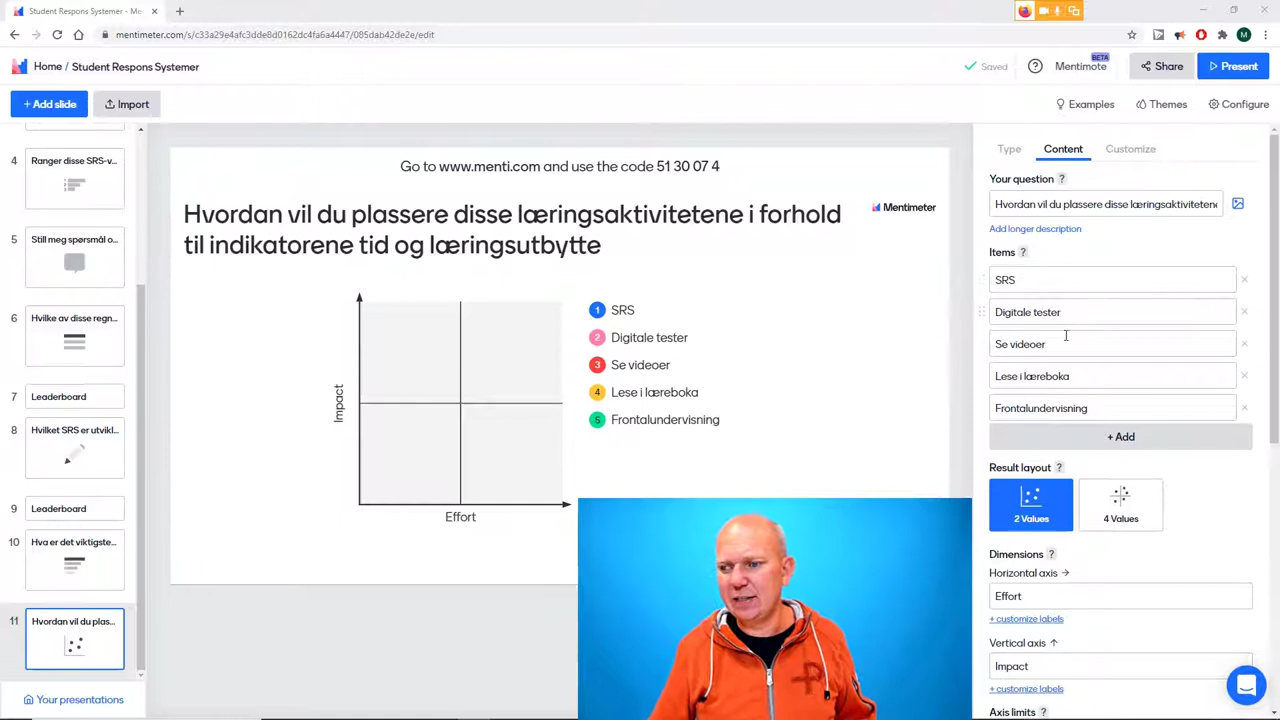 Student Respons Systemer - Mentim
mentimeter.com/s/c33a29e4afc3dde8d0162dc4fa6a4447/085dab42de2e/edit
M
Home / Student Respons Systemer
Saved
?
Mentimote
BETA
Share
Present
+ Add slide
Import
Examples
Themes
Configure
4
Ranger disse SRS-v...
5
Still meg spørsmål o...
6
Hvilke av disse regn...
7
Leaderboard
8
Hvilket SRS er utvikl...
9
Leaderboard
10
Hva er det viktigste...
11
Hvordan vil du plas...
Your presentations
Go to www.menti.com and use the code 51 30 07 4
Hvordan vil du plassere disse læringsaktivitetene i forhold
til indikatorene tid og læringsutbytte
Mentimeter
Impact
Effort
1 SRS
2 Digitale tester
3 Se videoer
4 Lese i læreboka
5 Frontalundervisning
Type
Content
Customize
Your question ?
Hvordan vil du plassere disse læringsaktivitetene
Add longer description
Items ?
SRS
Digitale tester
Se videoer
Lese i læreboka
Frontalundervisning
+ Add
Result layout ?
2 Values
4 Values
Dimensions ?
Horizontal axis →
Effort
+ customize labels
Vertical axis ↑
Impact
+ customize labels
Axis limits ?